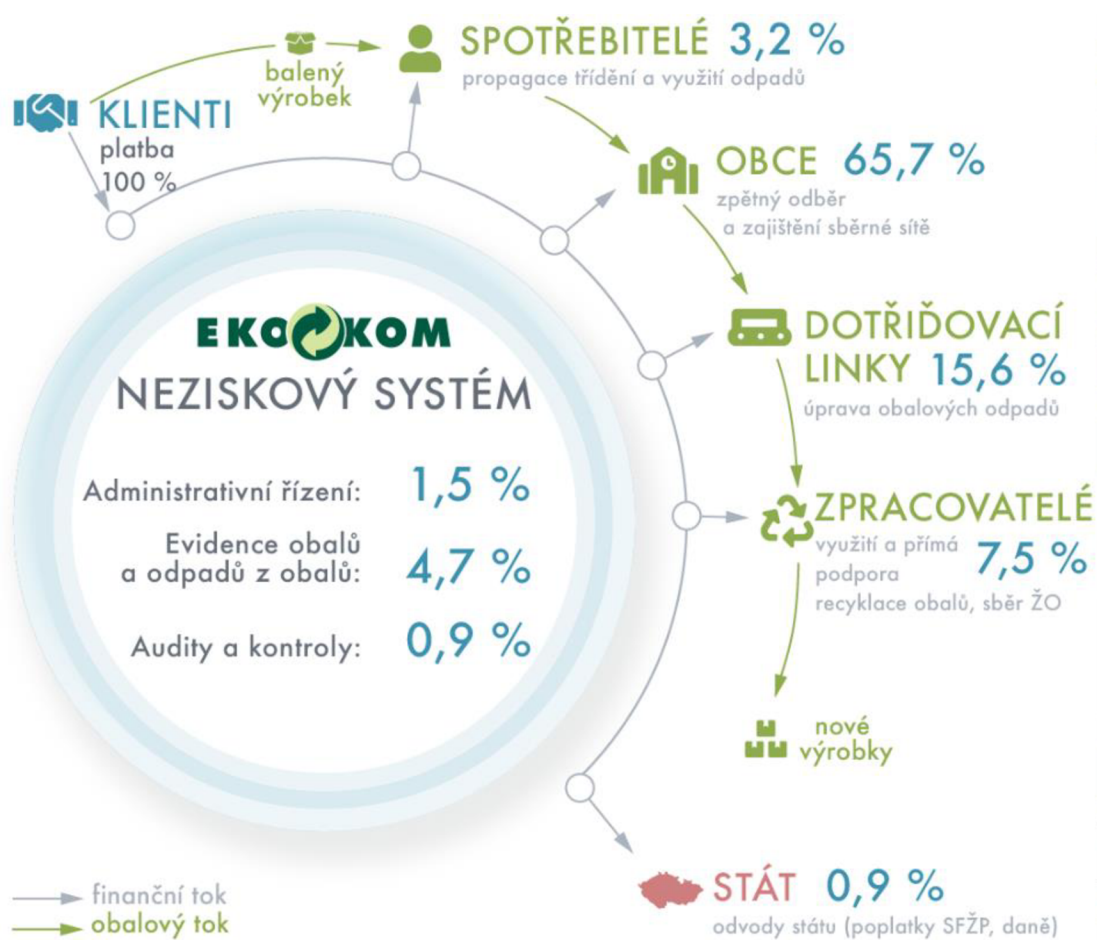 SPOTŘEBITELÉ 3,2 %
propagace třídění a využití odpadů
balený
výrobek
KLIENTI
platba
100 %
OBCE 65,7 %
zpětný odběr
a zajištění sběrné sítě
EKO KOM
NEZISKOVÝ SYSTÉM
DOTŘIĎOVACÍ
LINKY 15,6 %
úprava obalových odpadů
Administrativní řízení: 1,5 %
Evidence obalů
a odpadů z obalů: 4,7 %
Audity a kontroly: 0,9 %
ZPRACOVATELÉ
využití a přímá 7,5 %
podpora
recyklace obalů, sběr ŽO
nové
výrobky
STÁT 0,9 %
odvody státu (poplatky SFŽP, daně)
finanční tok
obalový tok